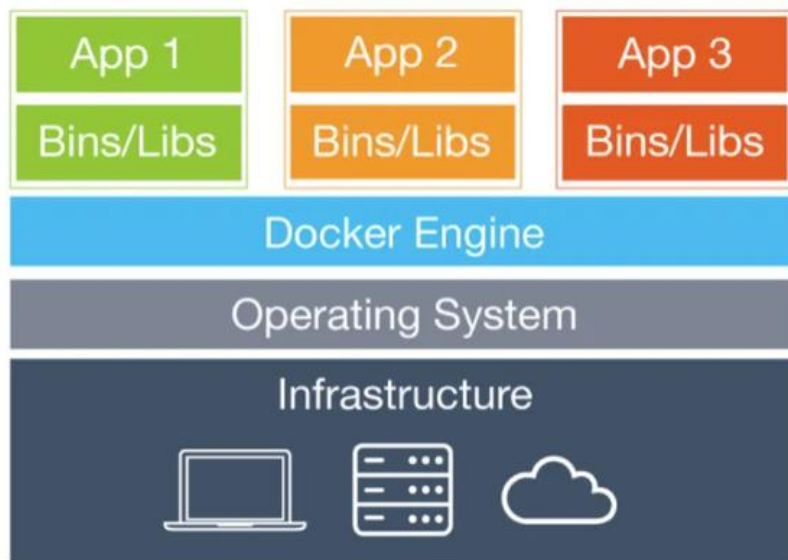 App 1
App 2
App 3
Bins/Libs
Bins/Libs
Bins/Libs
Docker Engine
Operating System
Infrastructure